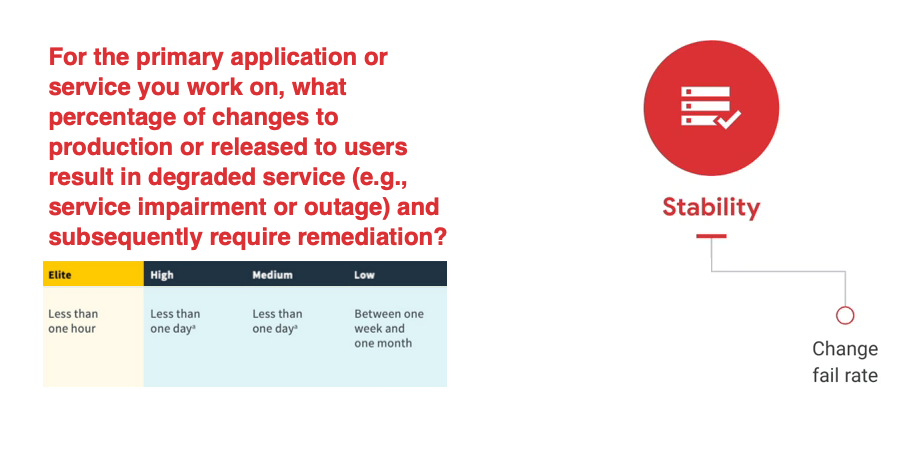 For the primary application or
service you work on, what
percentage of changes to
production or released to users
result in degraded service (e.g.,
service impairment or outage) and
subsequently require remediation?
Elite High Medium Low
Less than
one hour
Less than
one dayᵃ
Less than
one dayᵃ
Between one
week and
one month
Stability
Change
fail rate